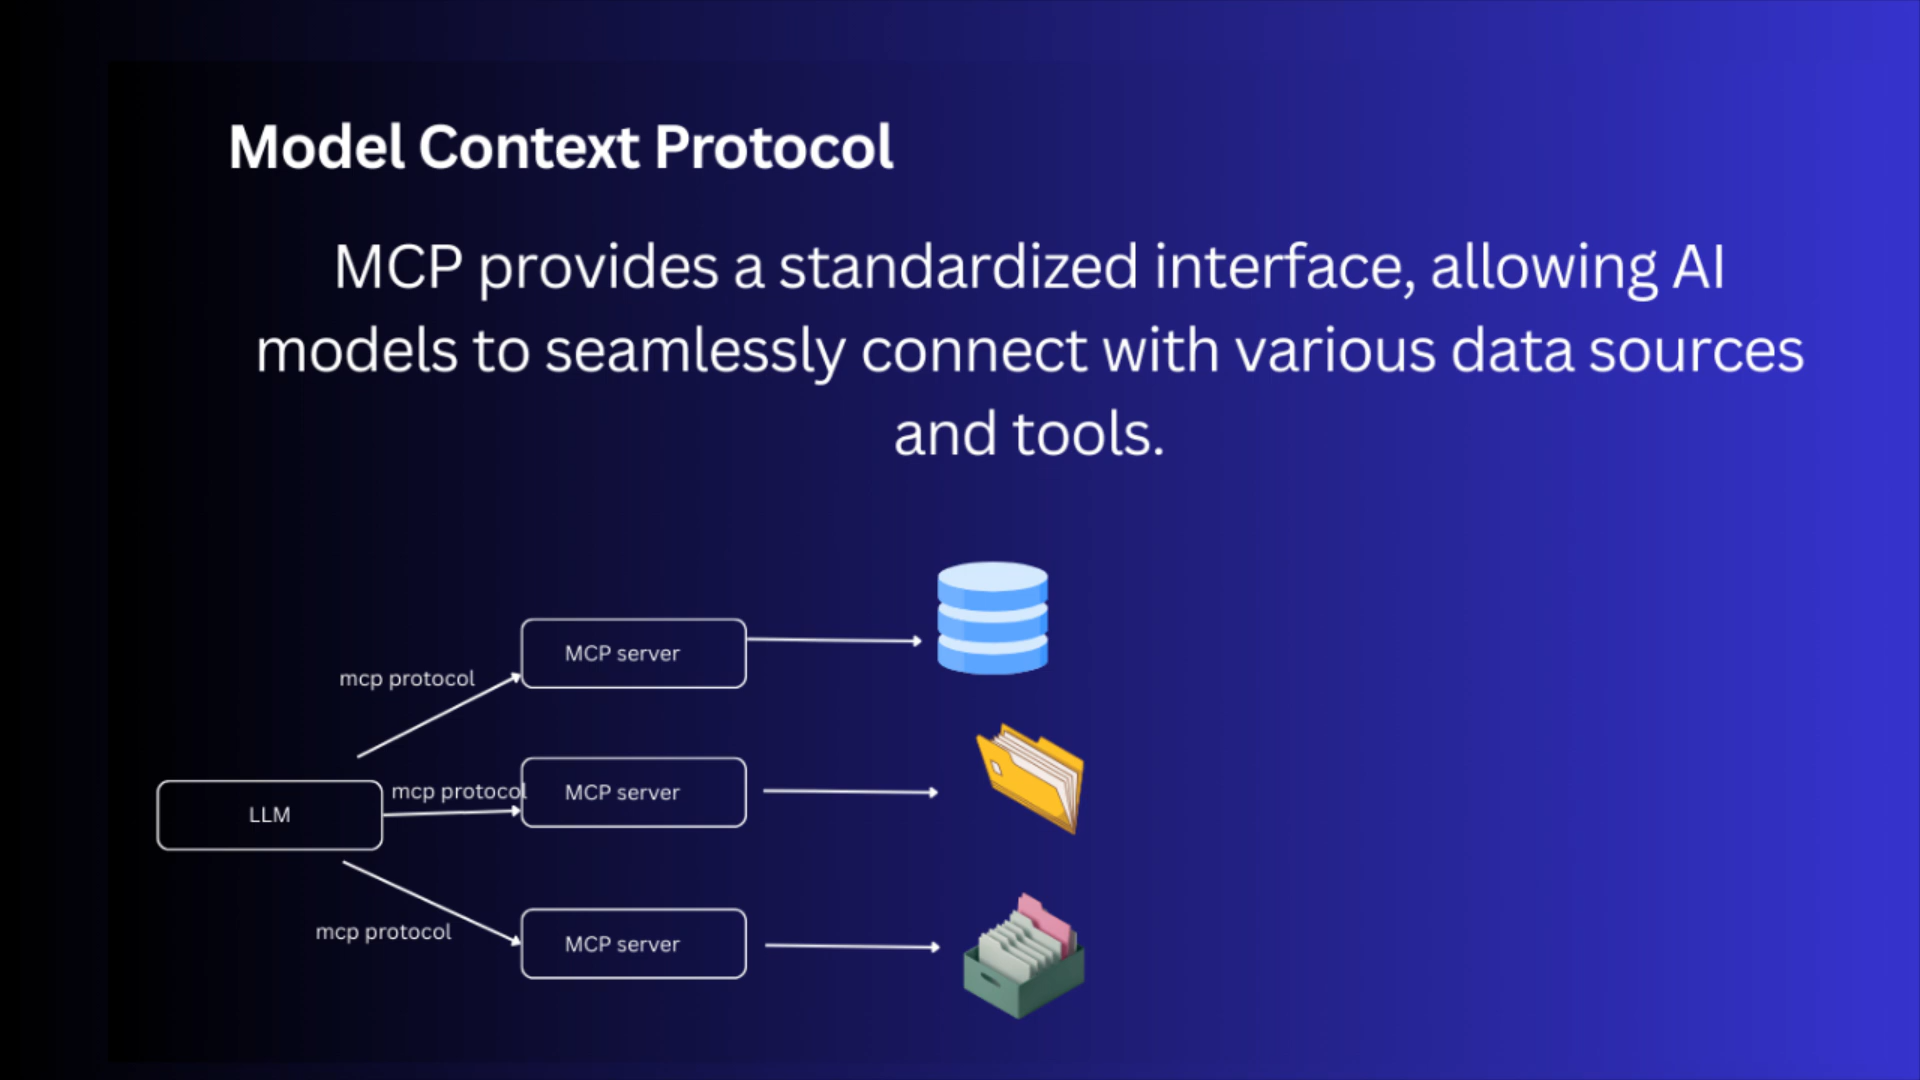 Model Context Protocol
MCP provides a standardized interface, allowing AI
models to seamlessly connect with various data sources
and tools.
MCP server
mcp protocol
mcp protocol
MCP server
LLM
mcp protocol
MCP server